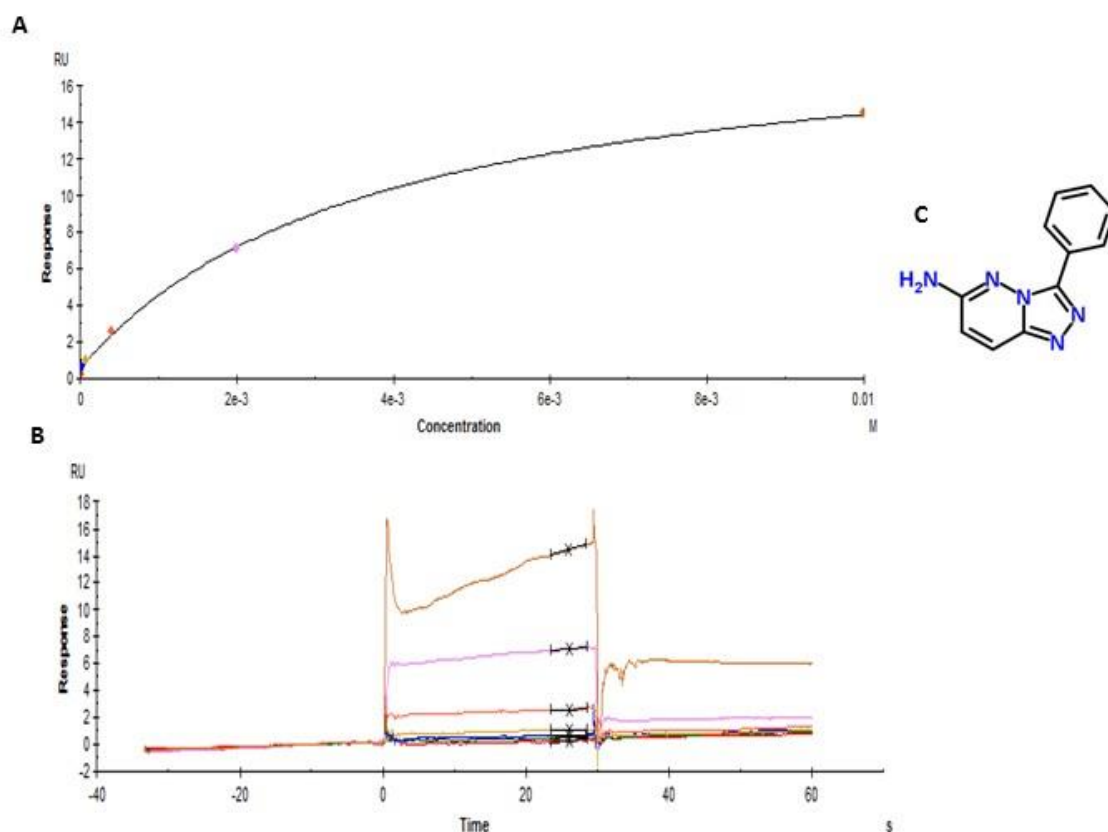 A
RU
16
14
12
10
8
6
4
2
0
Response
0 2e-3 4e-3 6e-3 8e-3 0.01
Concentration M
C
H₂N N N N N
B
RU
18
16
14
12
10
8
6
4
2
0
-2
Response
-40 -20 0 20 40 60
Time s